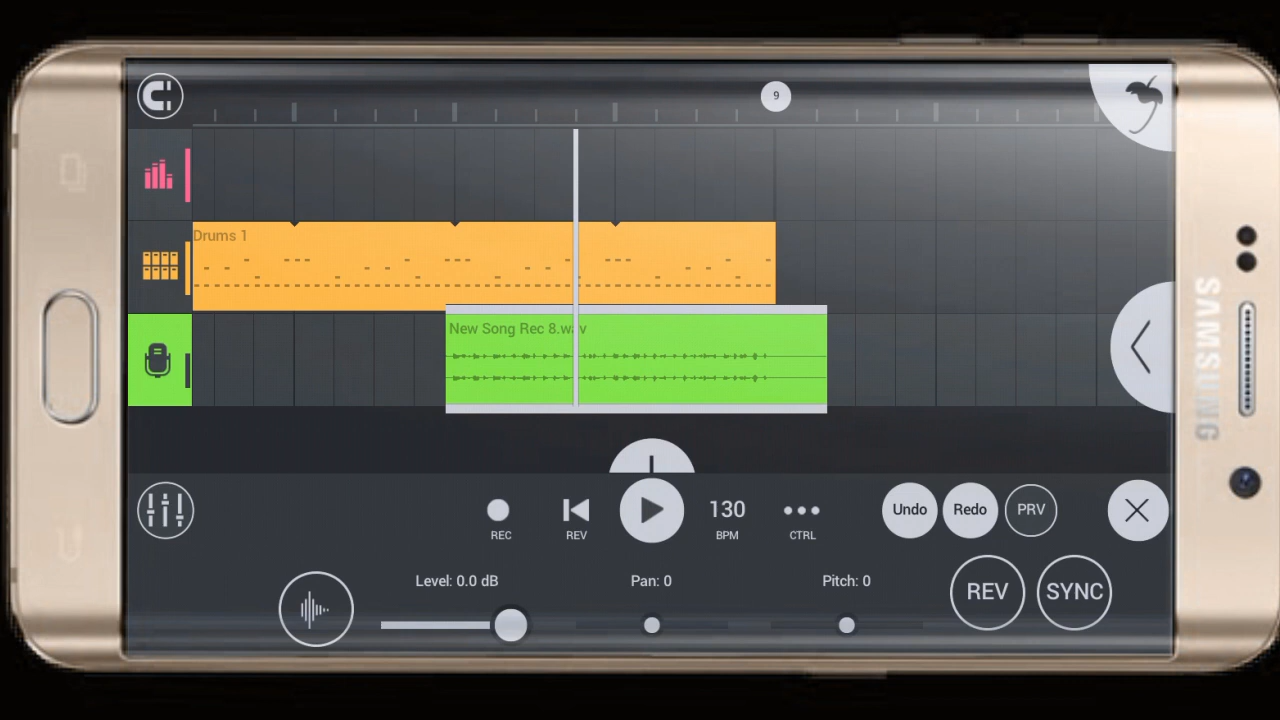 9
Drums 1
New Song Rec 8.wav
SAMSUNG
130
Undo
Redo
PRV
REC
REV
BPM
CTRL
Level: 0.0 dB
Pan: 0
Pitch: 0
REV
SYNC